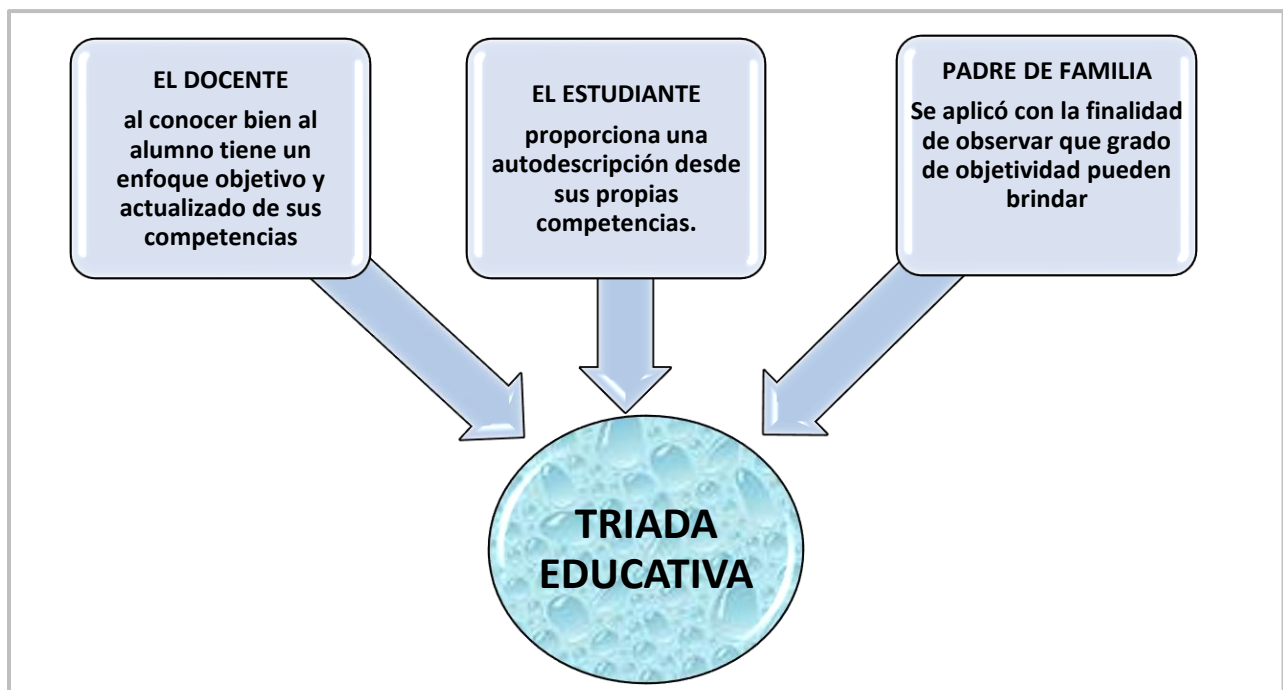 EL DOCENTE
al conocer bien al
alumno tiene un
enfoque objetivo y
actualizado de sus
competencias
EL ESTUDIANTE
proporciona una
autodescripción desde
sus propias
competencias.
PADRE DE FAMILIA
Se aplicó con la finalidad
de observar que grado
de objetividad pueden
brindar
TRIADA
EDUCATIVA